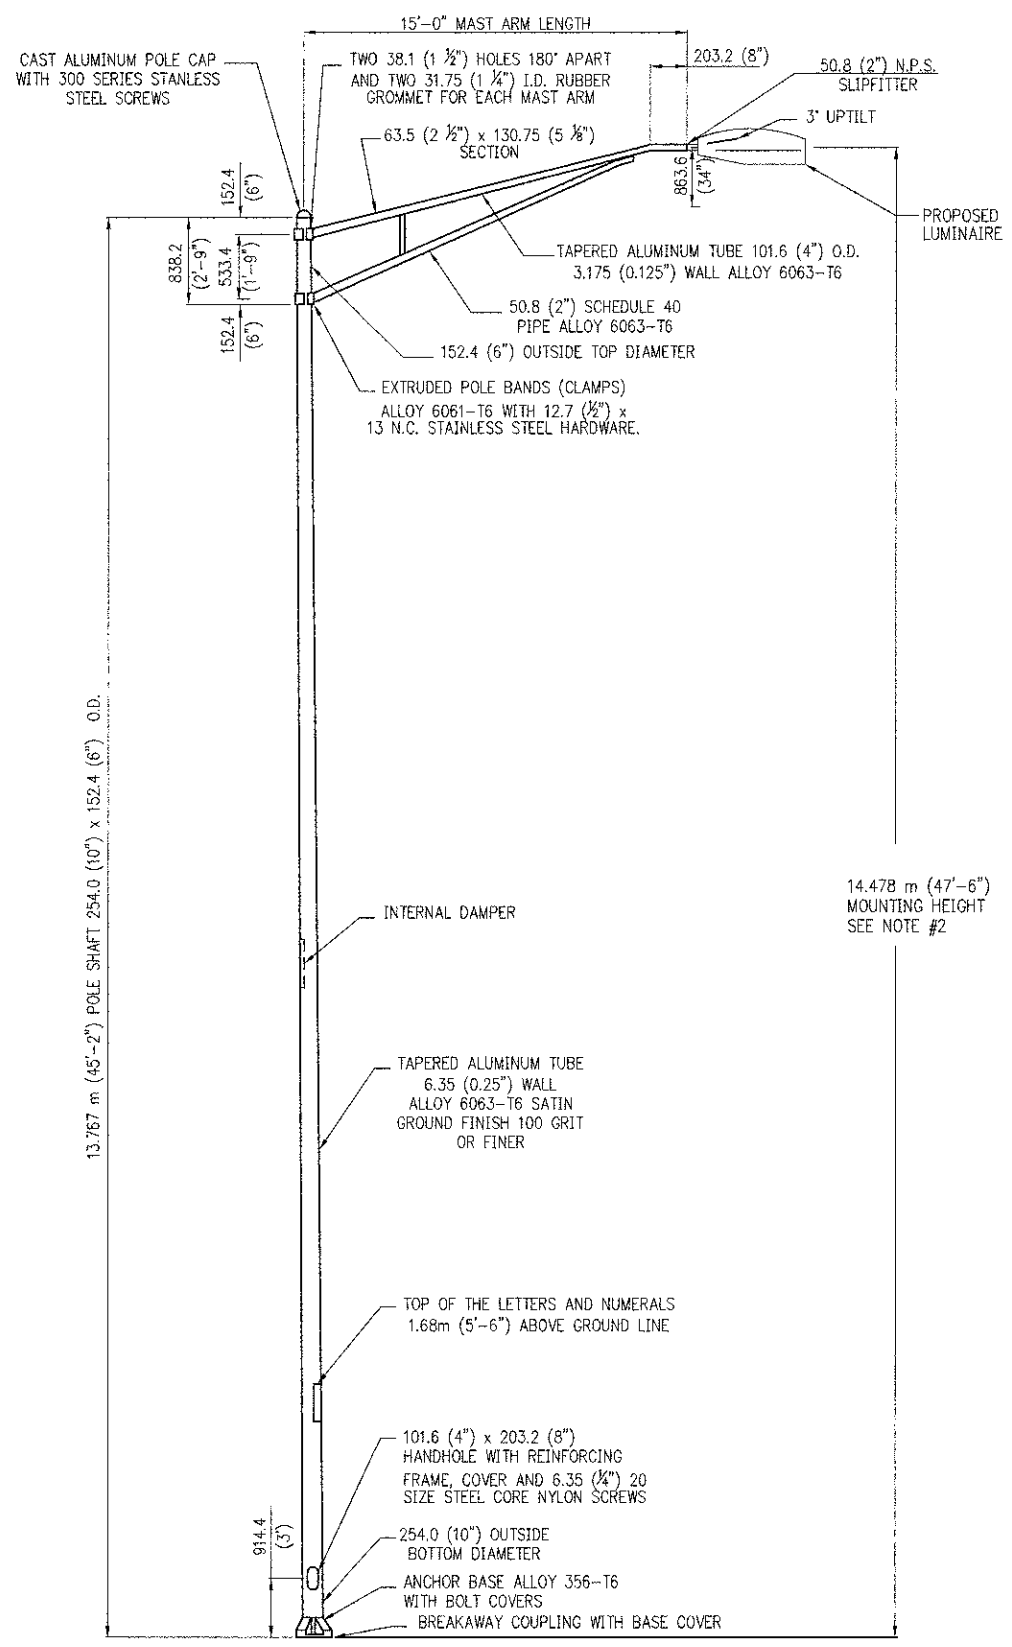 15'-0" MAST ARM LENGTH
CAST ALUMINUM POLE CAP
WITH 300 SERIES STANLESS
STEEL SCREWS
TWO 38.1 (1 ½") HOLES 180° APART
AND TWO 31.75 (1 ¼") I.D. RUBBER
GROMMET FOR EACH MAST ARM
203.2 (8")
50.8 (2") N.P.S.
SLIPFITTER
3° UPTILT
63.5 (2 ½") x 130.75 (5 ⅛")
SECTION
863.6
(34")
152.4
(6")
PROPOSED
LUMINAIRE
838.2
(2'-9")
533.4
(1'-9")
TAPERED ALUMINUM TUBE 101.6 (4") O.D.
3.175 (0.125") WALL ALLOY 6063-T6
50.8 (2") SCHEDULE 40
PIPE ALLOY 6063-T6
152.4
(6")
152.4 (6") OUTSIDE TOP DIAMETER
EXTRUDED POLE BANDS (CLAMPS)
ALLOY 6061-T6 WITH 12.7 (½") x
13 N.C. STAINLESS STEEL HARDWARE.
13.767 m (45'-2") POLE SHAFT 254.0 (10") x 152.4 (6") O.D.
14.478 m (47'-6")
MOUNTING HEIGHT
SEE NOTE #2
INTERNAL DAMPER
TAPERED ALUMINUM TUBE
6.35 (0.25") WALL
ALLOY 6063-T6 SATIN
GROUND FINISH 100 GRIT
OR FINER
TOP OF THE LETTERS AND NUMERALS
1.68m (5'-6") ABOVE GROUND LINE
101.6 (4") x 203.2 (8")
HANDHOLE WITH REINFORCING
FRAME, COVER AND 6.35 (¼") 20
SIZE STEEL CORE NYLON SCREWS
914.4
(3')
254.0 (10") OUTSIDE
BOTTOM DIAMETER
ANCHOR BASE ALLOY 356-T6
WITH BOLT COVERS
BREAKAWAY COUPLING WITH BASE COVER